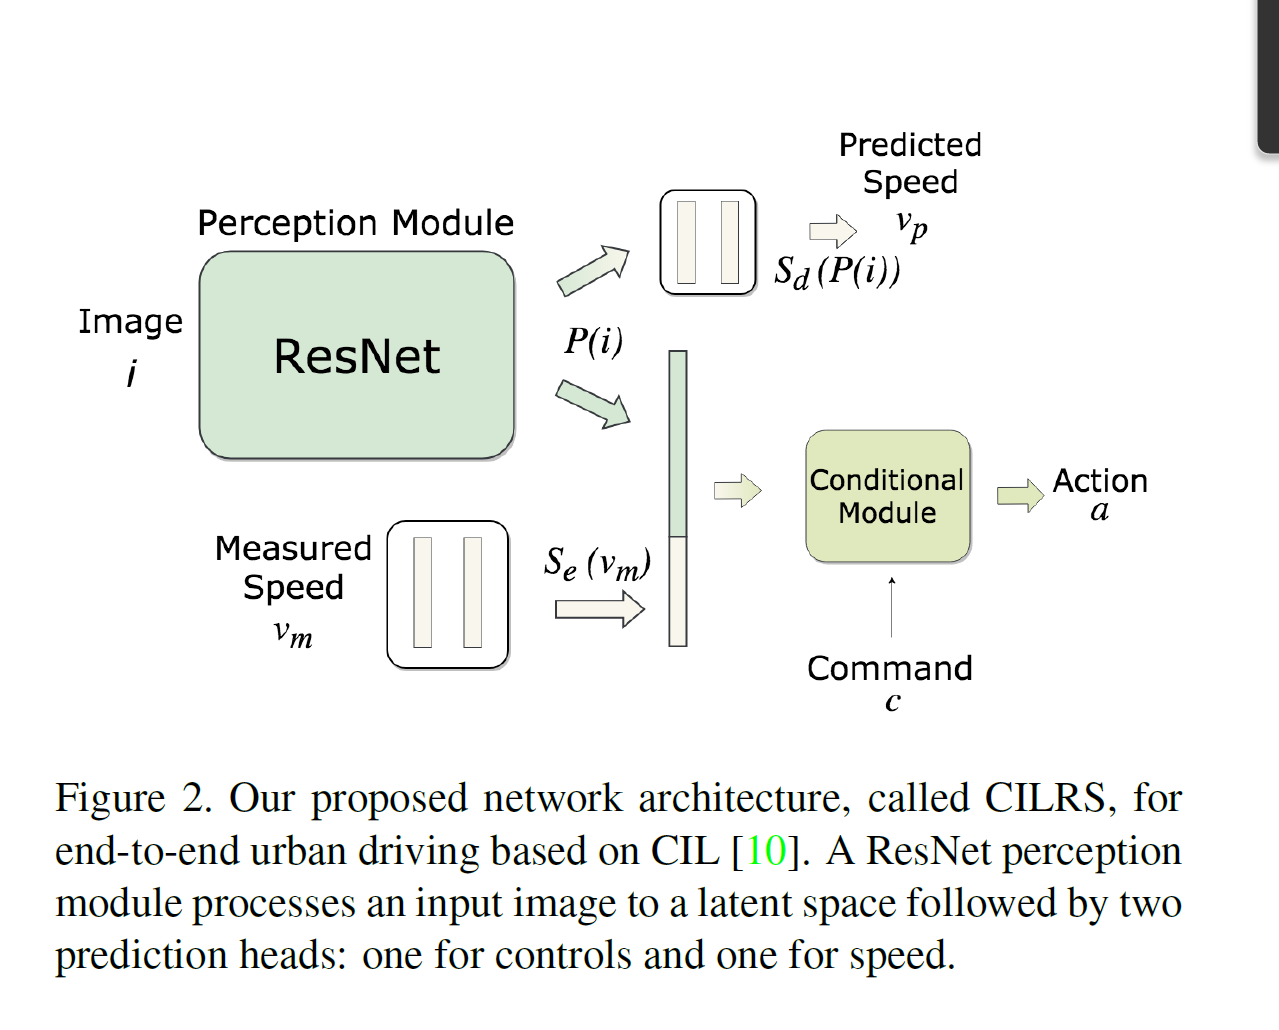 Predicted
Speed
v_p
Perception Module
S_d (P(i))
Image
i
ResNet
P(i)
Conditional
Module
Action
a
Measured
Speed
v_m
S_e (v_m)
Command
c
Figure 2. Our proposed network architecture, called CILRS, for
end-to-end urban driving based on CIL [10]. A ResNet perception
module processes an input image to a latent space followed by two
prediction heads: one for controls and one for speed.